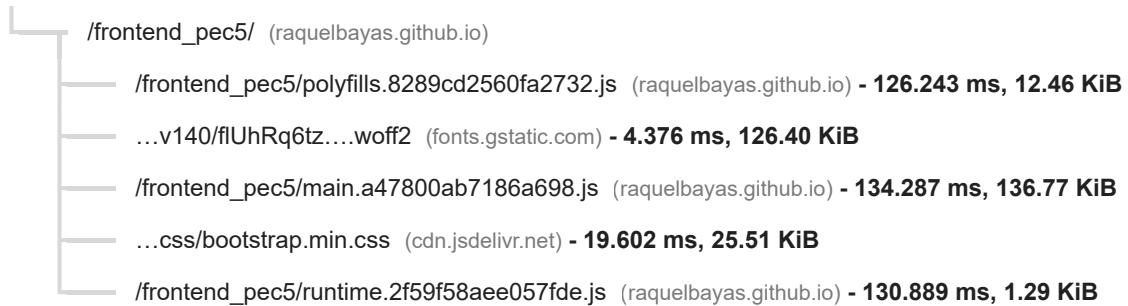 /frontend_pec5/ (raquelbayas.github.io)
/frontend_pec5/polyfills.8289cd2560fa2732.js (raquelbayas.github.io) - 126.243 ms, 12.46 KiB
…v140/flUhRq6tz….woff2 (fonts.gstatic.com) - 4.376 ms, 126.40 KiB
/frontend_pec5/main.a47800ab7186a698.js (raquelbayas.github.io) - 134.287 ms, 136.77 KiB
…css/bootstrap.min.css (cdn.jsdelivr.net) - 19.602 ms, 25.51 KiB
/frontend_pec5/runtime.2f59f58aee057fde.js (raquelbayas.github.io) - 130.889 ms, 1.29 KiB